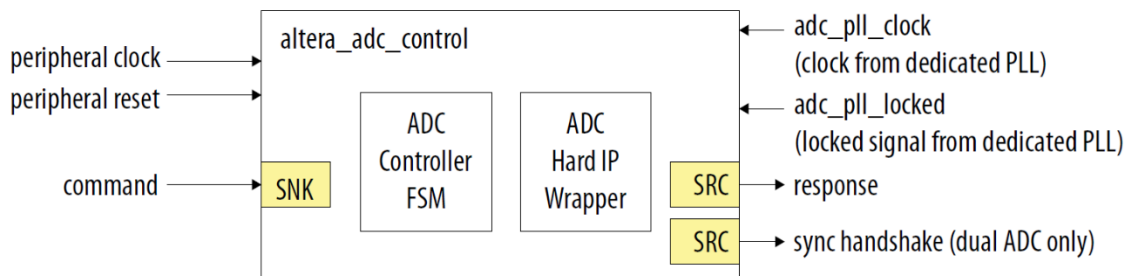 altera_adc_control
peripheral clock
peripheral reset
command
SNK
ADC
Controller
FSM
ADC
Hard IP
Wrapper
SRC
SRC
adc_pll_clock
(clock from dedicated PLL)
adc_pll_locked
(locked signal from dedicated PLL)
response
sync handshake (dual ADC only)